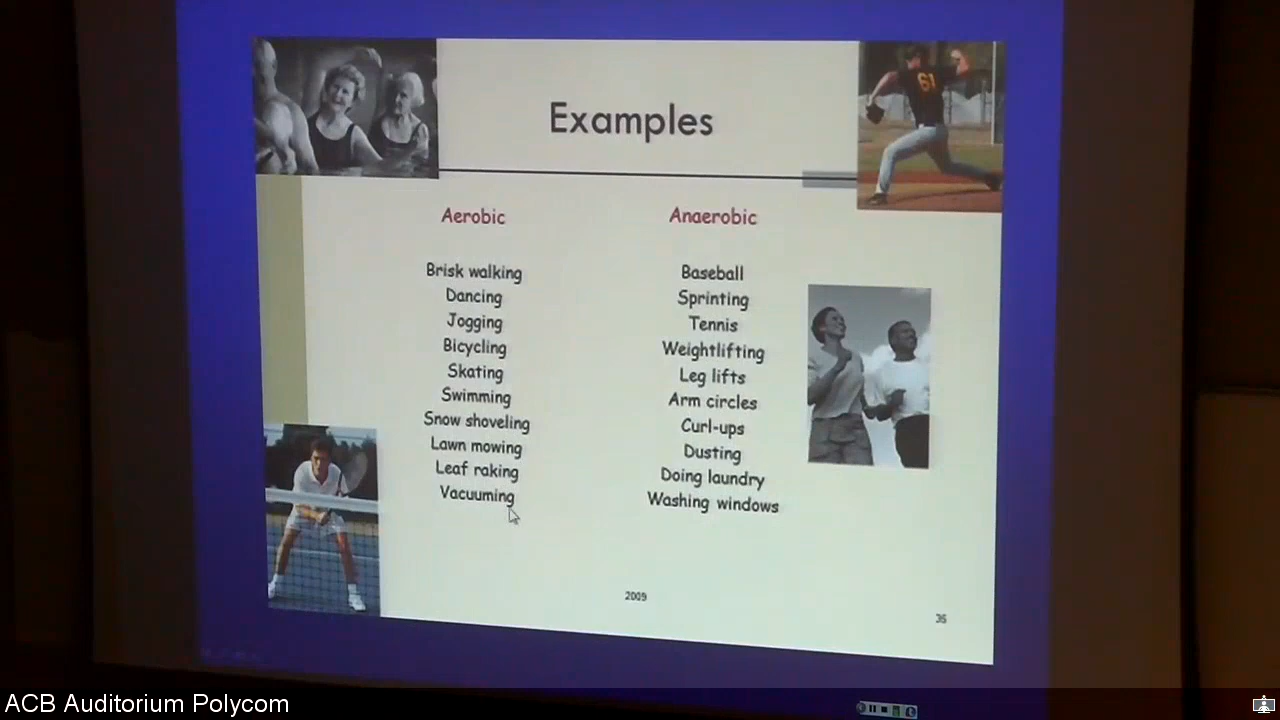 Examples
61
Aerobic
Brisk walking
Dancing
Jogging
Bicycling
Skating
Swimming
Snow shoveling
Lawn mowing
Leaf raking
Vacuuming
Anaerobic
Baseball
Sprinting
Tennis
Weightlifting
Leg lifts
Arm circles
Curl-ups
Dusting
Doing laundry
Washing windows
2009
36
ACB Auditorium Polycom